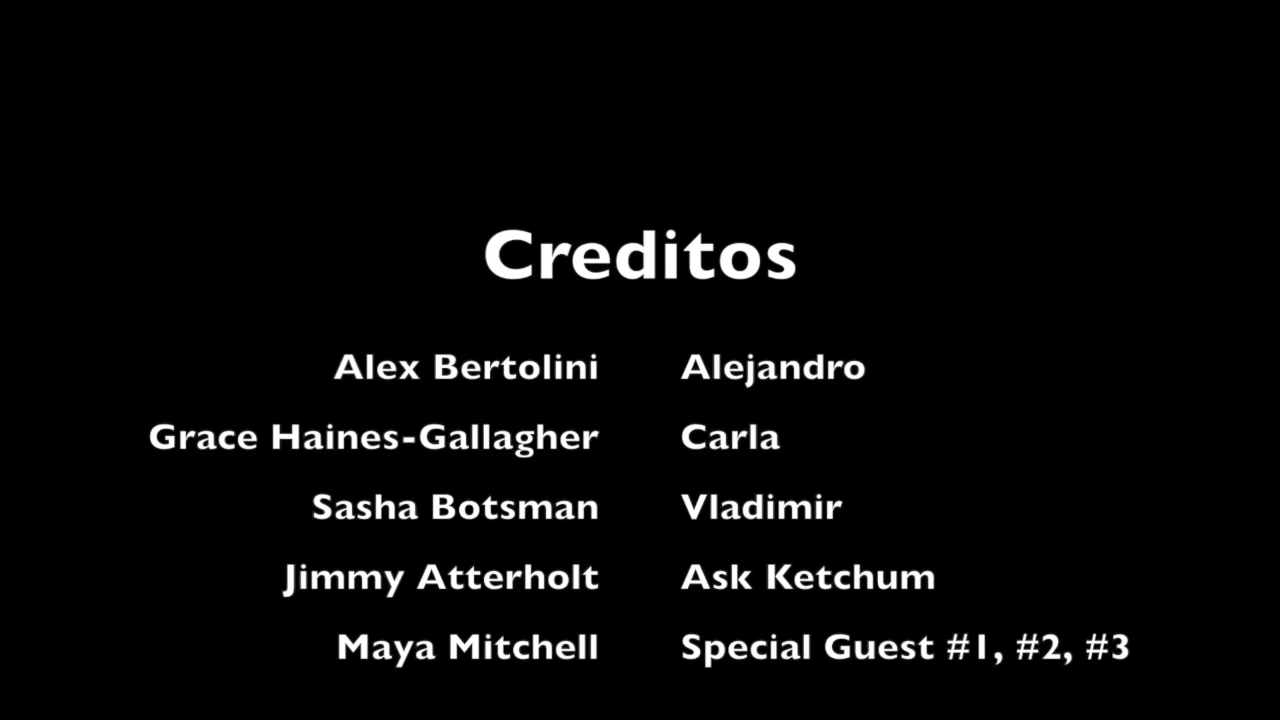 Creditos
Alex Bertolini Alejandro
Grace Haines-Gallagher Carla
Sasha Botsman Vladimir
Jimmy Atterholt Ask Ketchum
Maya Mitchell Special Guest #1, #2, #3